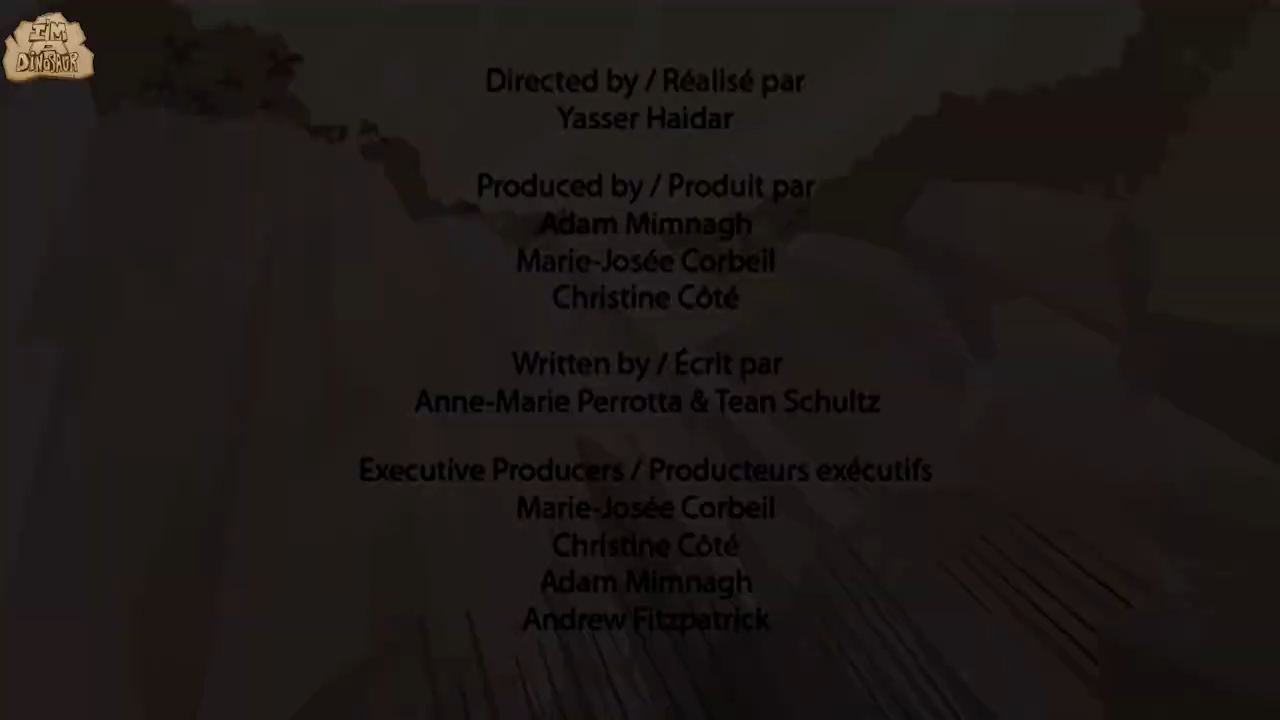 I'M
A
DINOSAUR
Directed by / Réalisé par
Yasser Haidar
Produced by / Produit par
Adam Mimnagh
Marie-Josée Corbeil
Christine Côté
Written by / Écrit par
Anne-Marie Perrotta & Tean Schultz
Executive Producers / Producteurs exécutifs
Marie-Josée Corbeil
Christine Côté
Adam Mimnagh
Andrew Fitzpatrick